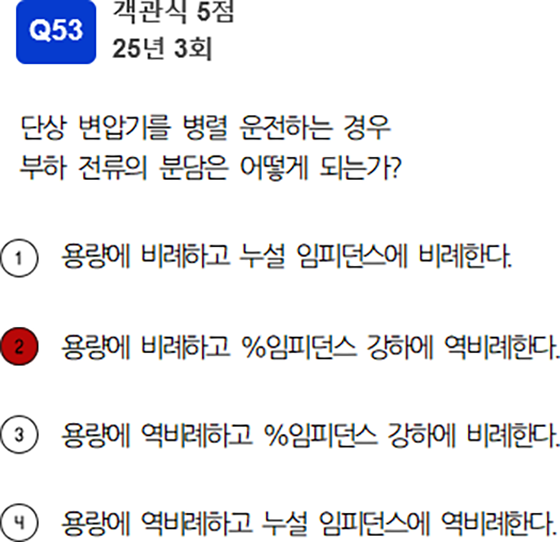 Q53
객관식 5점
25년 3회
단상 변압기를 병렬 운전하는 경우
부하 전류의 분담은 어떻게 되는가?
1 용량에 비례하고 누설 임피던스에 비례한다.
2 용량에 비례하고 %임피던스 강하에 역비례한다.
3 용량에 역비례하고 %임피던스 강하에 비례한다.
4 용량에 역비례하고 누설 임피던스에 역비례한다.